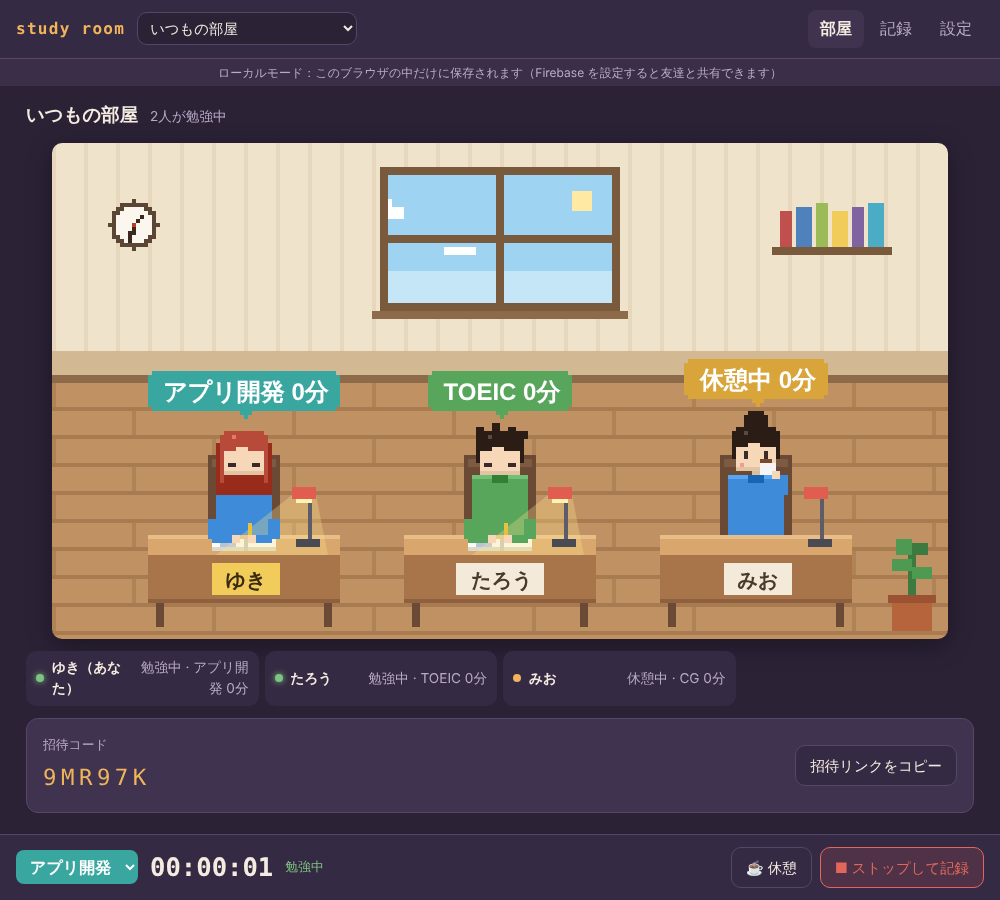 study room
いつもの部屋
部屋
記録
設定
ローカルモード：このブラウザの中だけに保存されます（Firebase を設定すると友達と共有できます）
いつもの部屋 2人が勉強中
アプリ開発 0分
TOEIC 0分
休憩中 0分
ゆき
たろう
みお
ゆき（あな
た）
勉強中 · アプリ開
発 0分
たろう
勉強中 · TOEIC 0分
みお
休憩中 · CG 0分
招待コード
9MR97K
招待リンクをコピー
アプリ開発
00:00:01
勉強中
☕ 休憩
■ ストップして記録